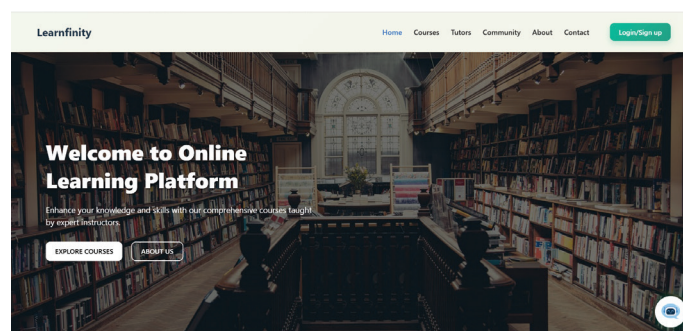 Learnfinity
Home Courses Tutors Community About Contact Login/Sign up
Welcome to Online
Learning Platform
Enhance your knowledge and skills with our comprehensive courses taught
by expert instructors.
EXPLORE COURSES ABOUT US